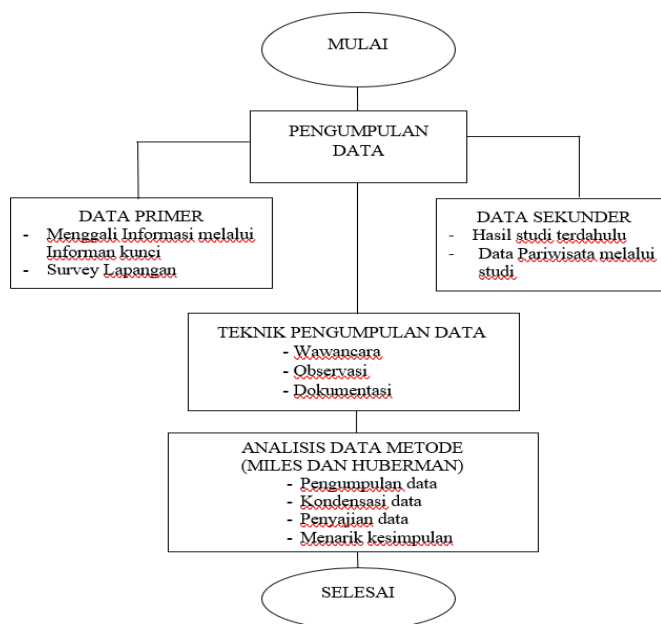 MULAI
PENGUMPULAN
DATA
DATA PRIMER
- Menggali Informasi melalui
Informan kunci
- Survey Lapangan
DATA SEKUNDER
- Hasil studi terdahulu
- Data Pariwisata melalui
studi
TEKNIK PENGUMPULAN DATA
- Wawancara
- Observasi
- Dokumentasi
ANALISIS DATA METODE
(MILES DAN HUBERMAN)
- Pengumpulan data
- Kondensasi data
- Penyajian data
- Menarik kesimpulan
SELESAI